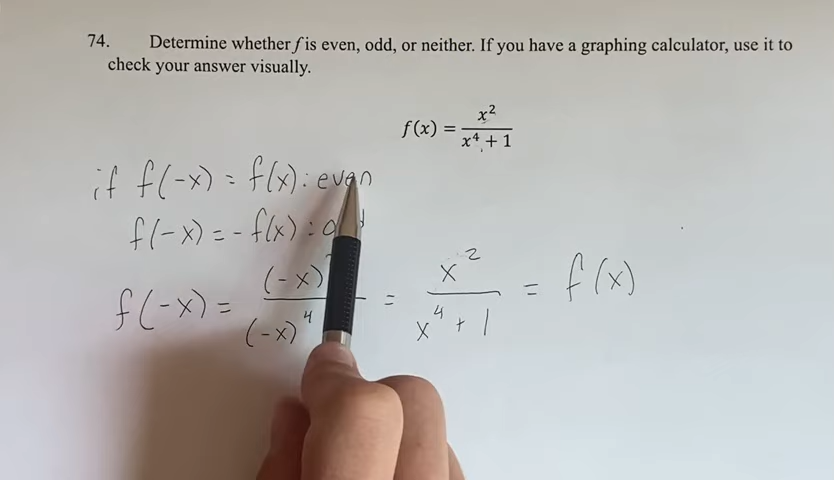 74. Determine whether f is even, odd, or neither. If you have a graphing calculator, use it to
check your answer visually.
f(x) = x²/(x⁴ + 1)
if f(-x) = f(x) : even
f(-x) = - f(x) :
f(-x) = (-x) / (-x)⁴ = x²/(x⁴ + 1) = f(x)